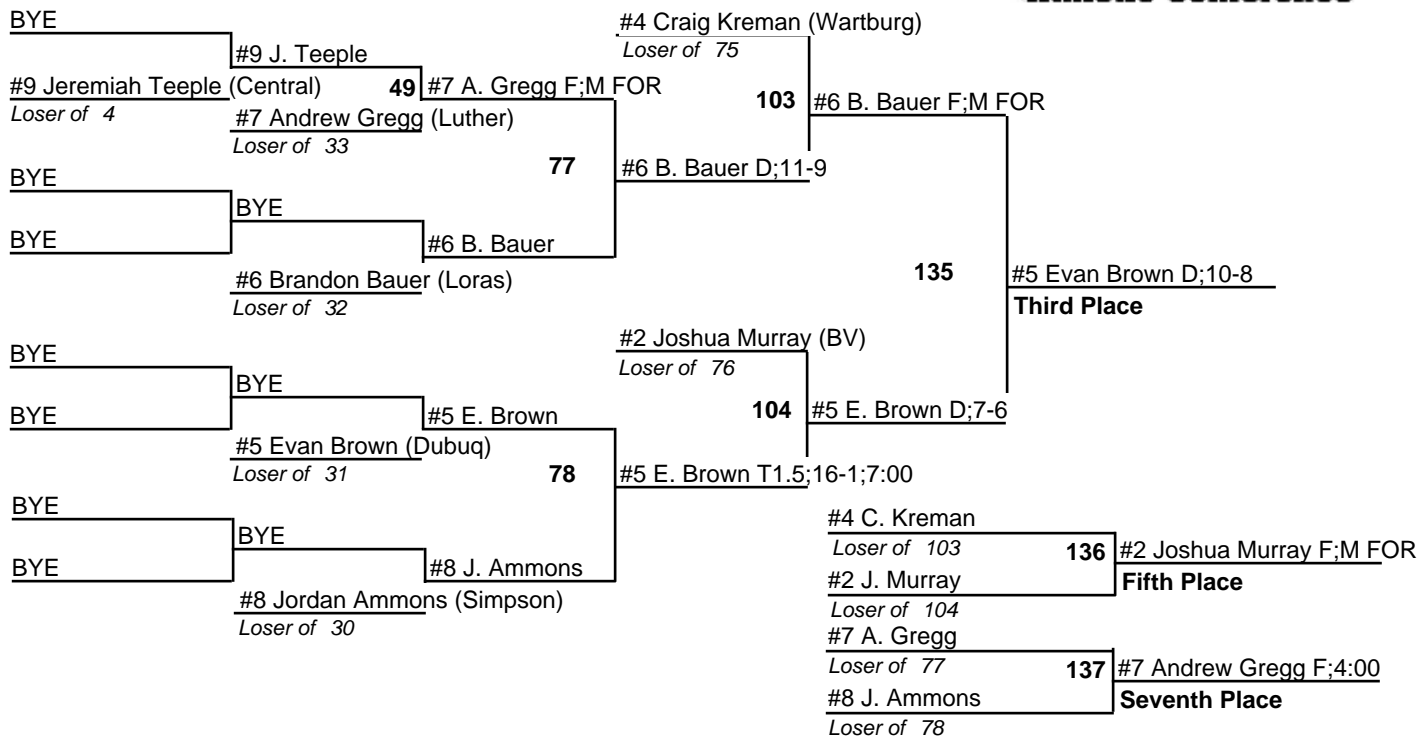 BYE
#9 J. Teeple
#9 Jeremiah Teeple (Central)
Loser of 4
49
#7 A. Gregg F;M FOR
#7 Andrew Gregg (Luther)
Loser of 33
77
BYE
BYE
BYE
#6 B. Bauer
#6 Brandon Bauer (Loras)
Loser of 32
#4 Craig Kreman (Wartburg)
Loser of 75
103
#6 B. Bauer F;M FOR
#6 B. Bauer D;11-9
135
#5 Evan Brown D;10-8
Third Place
BYE
BYE
BYE
#5 E. Brown
#5 Evan Brown (Dubuq)
Loser of 31
78
#2 Joshua Murray (BV)
Loser of 76
104
#5 E. Brown D;7-6
#5 E. Brown T1.5;16-1;7:00
BYE
BYE
BYE
#8 J. Ammons
#8 Jordan Ammons (Simpson)
Loser of 30
#4 C. Kreman
Loser of 103
136
#2 Joshua Murray F;M FOR
#2 J. Murray
Fifth Place
Loser of 104
#7 A. Gregg
Loser of 77
137
#7 Andrew Gregg F;4:00
#8 J. Ammons
Seventh Place
Loser of 78